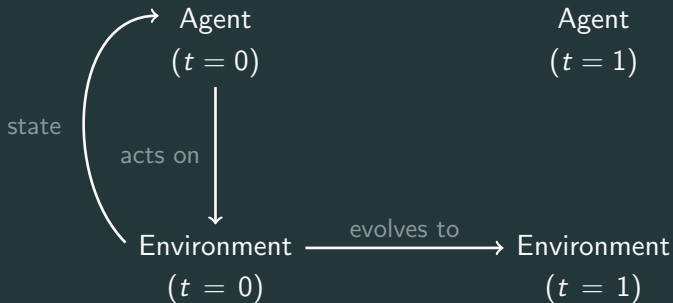 Agent
(t = 0)
Agent
(t = 1)
state
acts on
evolves to
Environment
(t = 0)
Environment
(t = 1)